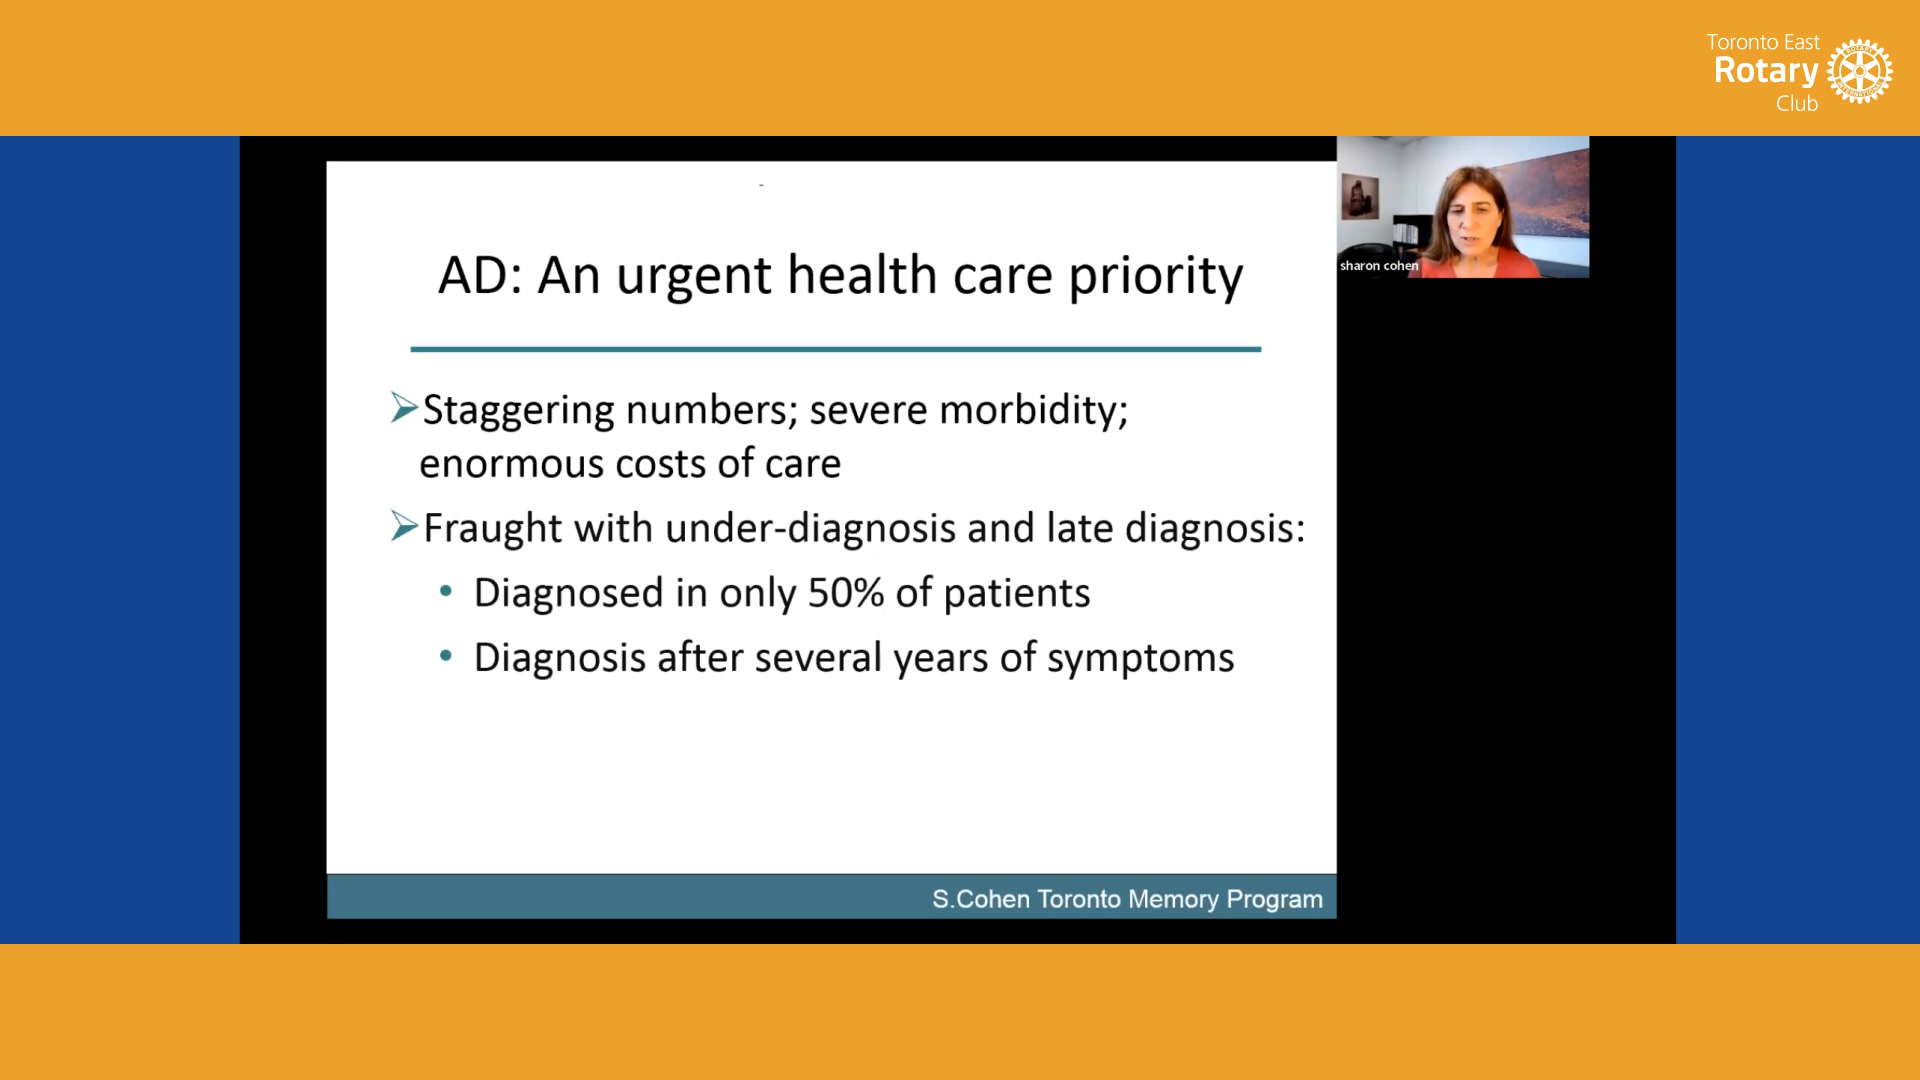 Toronto East
Rotary
Club
AD: An urgent health care priority
Staggering numbers; severe morbidity;
enormous costs of care
Fraught with under-diagnosis and late diagnosis:
• Diagnosed in only 50% of patients
• Diagnosis after several years of symptoms
S.Cohen Toronto Memory Program
sharon cohen